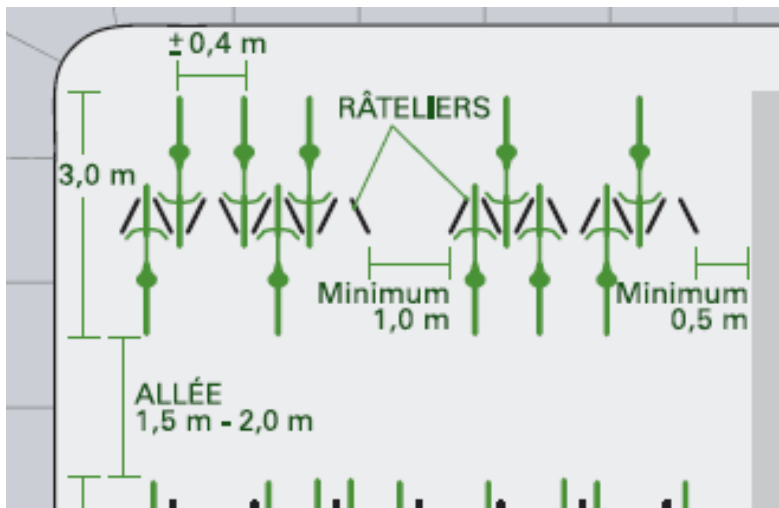 ± 0,4 m
RÂTELIERS
3,0 m
Minimum
1,0 m
Minimum
0,5 m
ALLÉE
1,5 m - 2,0 m